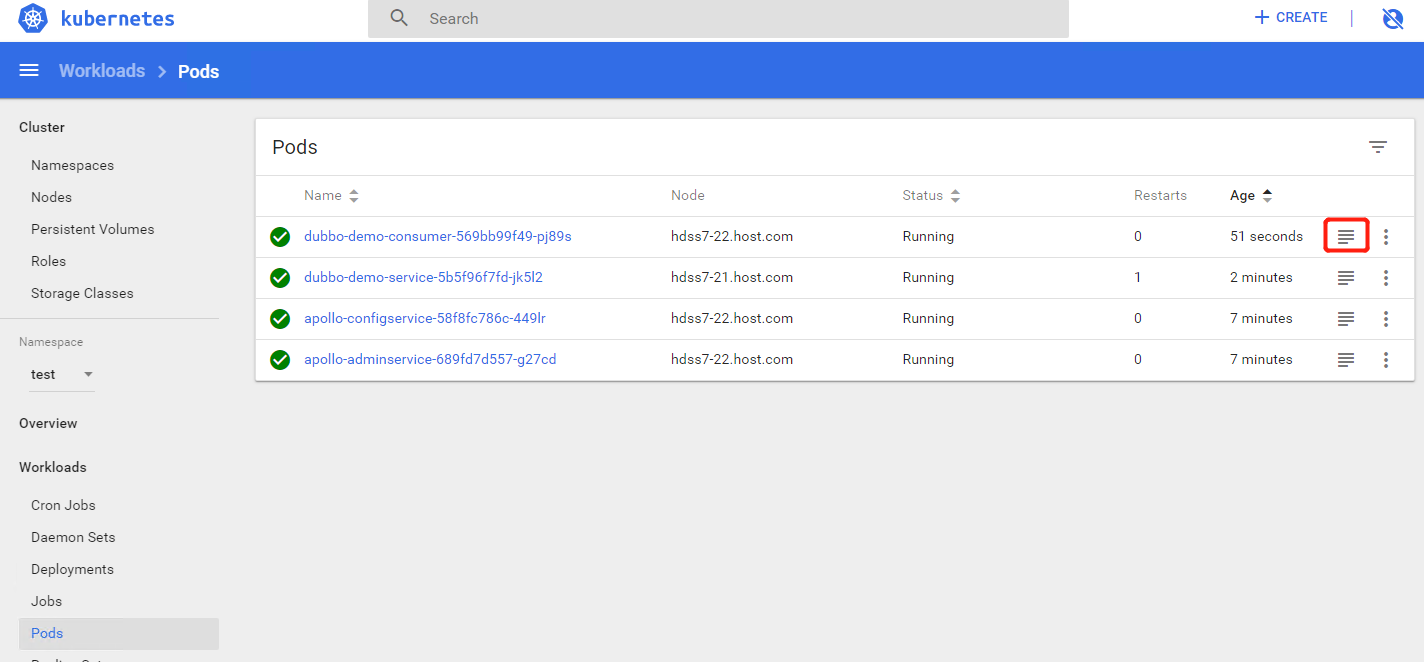 kubernetes
Search
CREATE
Workloads > Pods
Cluster
Namespaces
Nodes
Persistent Volumes
Roles
Storage Classes
Namespace
test
Overview
Workloads
Cron Jobs
Daemon Sets
Deployments
Jobs
Pods
Pods
Name Node Status Restarts Age
dubbo-demo-consumer-569bb99f49-pj89s hdss7-22.host.com Running 0 51 seconds
dubbo-demo-service-5b5f96f7fd-jk5l2 hdss7-21.host.com Running 1 2 minutes
apollo-configservice-58f8fc786c-449lr hdss7-22.host.com Running 0 7 minutes
apollo-adminservice-689fd7d557-g27cd hdss7-22.host.com Running 0 7 minutes